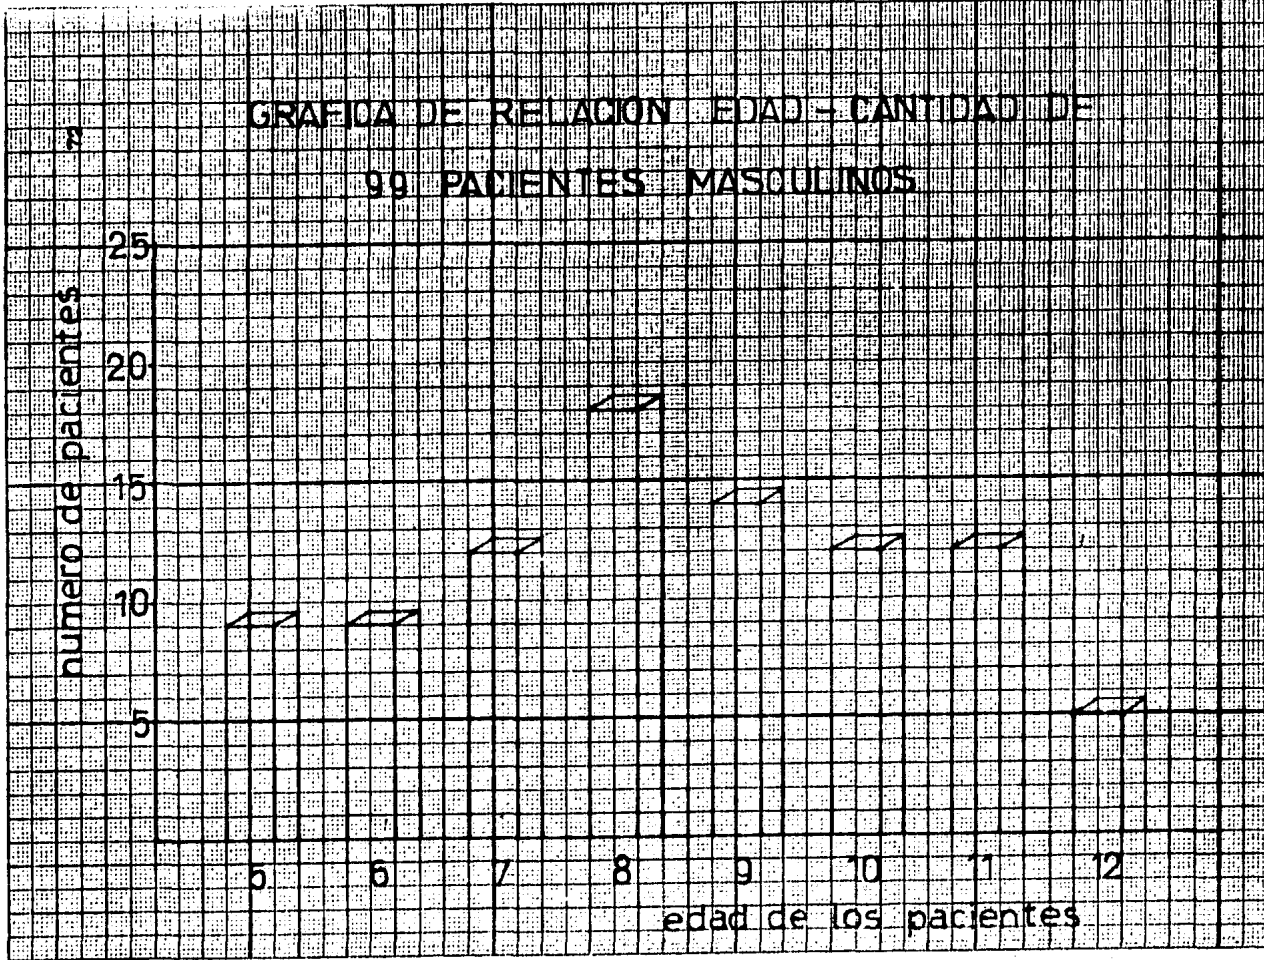 GRAFICA DE RELACION EDAD - CANTIDAD DE
99 PACIENTES MASCULINOS
72
numero de pacientes
25
20
15
10
5
5 6 7 8 9 10 11 12
edad de los pacientes